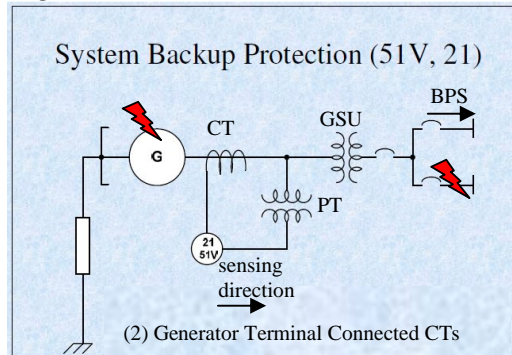 System Backup Protection (51V, 21)
BPS
GSU
CT
G
PT
21
51V
sensing
direction
(2) Generator Terminal Connected CTs